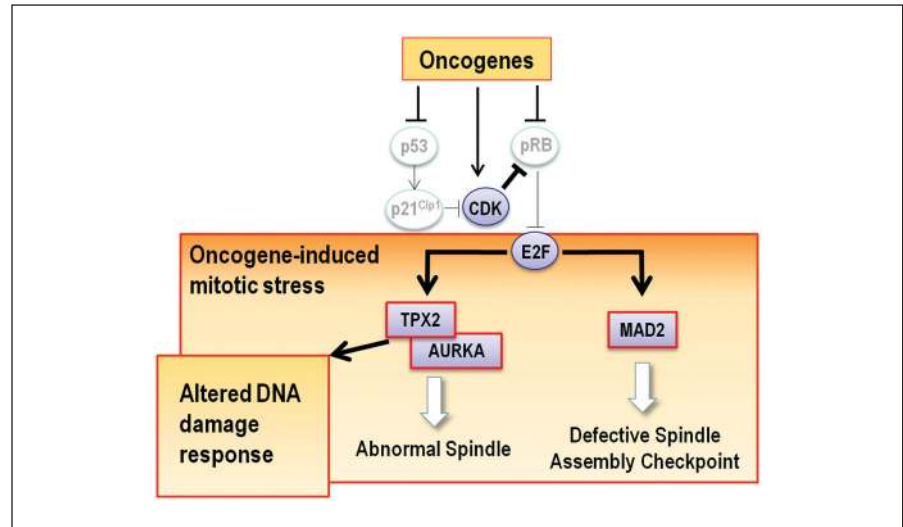 Oncogenes
p53
pRB
p21Cip1
CDK
E2F
Oncogene-induced
mitotic stress
TPX2
AURKA
MAD2
Altered DNA
damage
response
Abnormal Spindle
Defective Spindle
Assembly Checkpoint